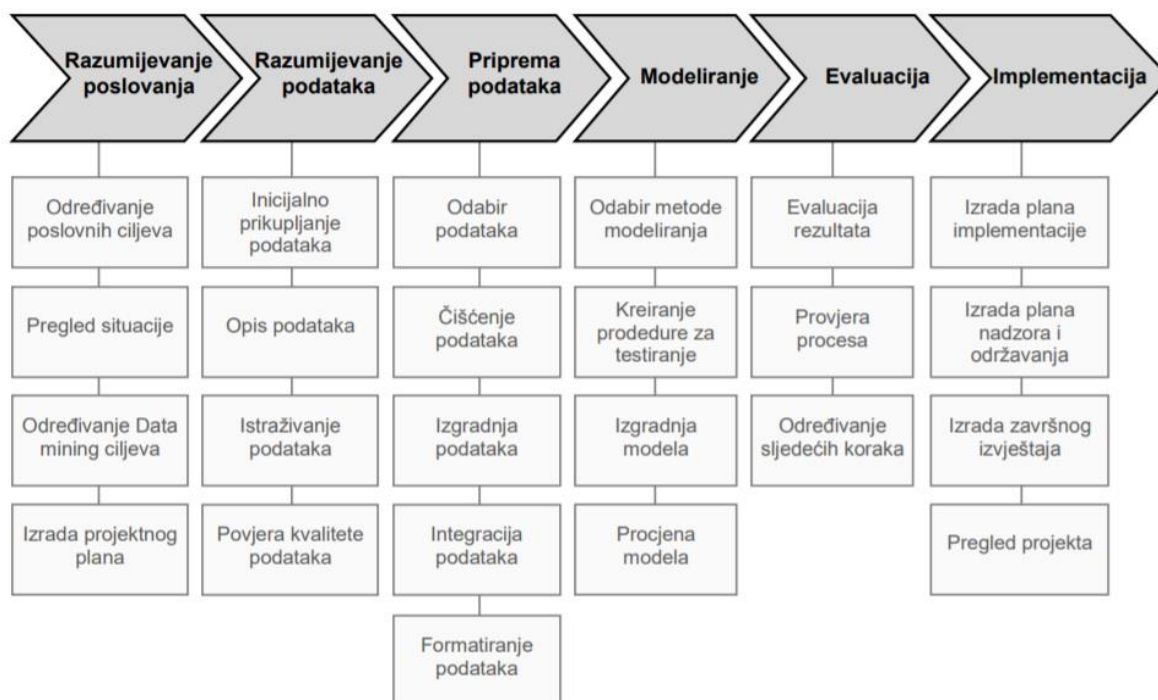 Razumijevanje
poslovanja
Razumijevanje
podataka
Priprema
podataka
Modeliranje
Evaluacija
Implementacija
Određivanje
poslovnih ciljeva
Pregled situacije
Određivanje Data
mining ciljeva
Izrada projektnog
plana
Inicijalno
prikupljanje
podataka
Opis podataka
Istraživanje
podataka
Povjera kvalitete
podataka
Odabir
podataka
Čišćenje
podataka
Izgradnja
podataka
Integracija
podataka
Formatiranje
podataka
Odabir metode
modeliranja
Kreiranje
prodedure za
testiranje
Izgradnja
modela
Procjena
modela
Evaluacija
rezultata
Provjera
procesa
Određivanje
sljedećih koraka
Izrada plana
implementacije
Izrada plana
nadzora i
održavanja
Izrada završnog
izvještaja
Pregled projekta